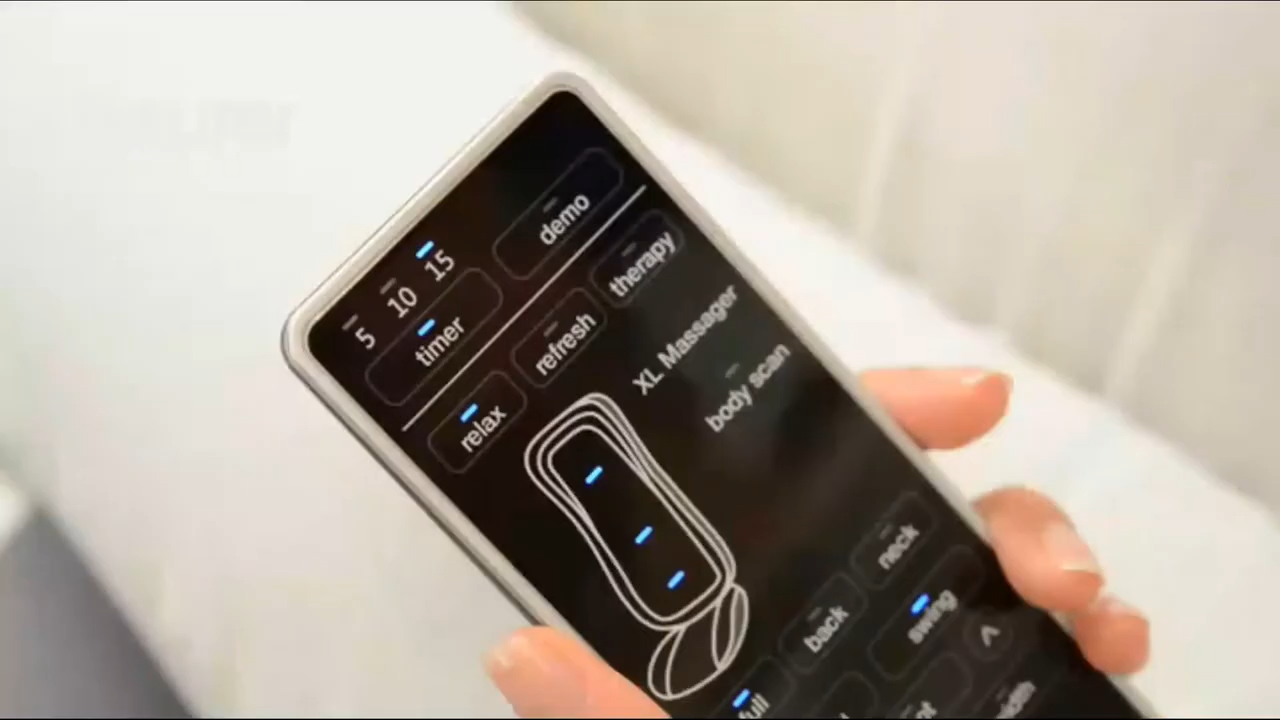 5 10 15
timer
demo
relax
refresh
therapy
XL Massager
body scan
full
back
neck
swing